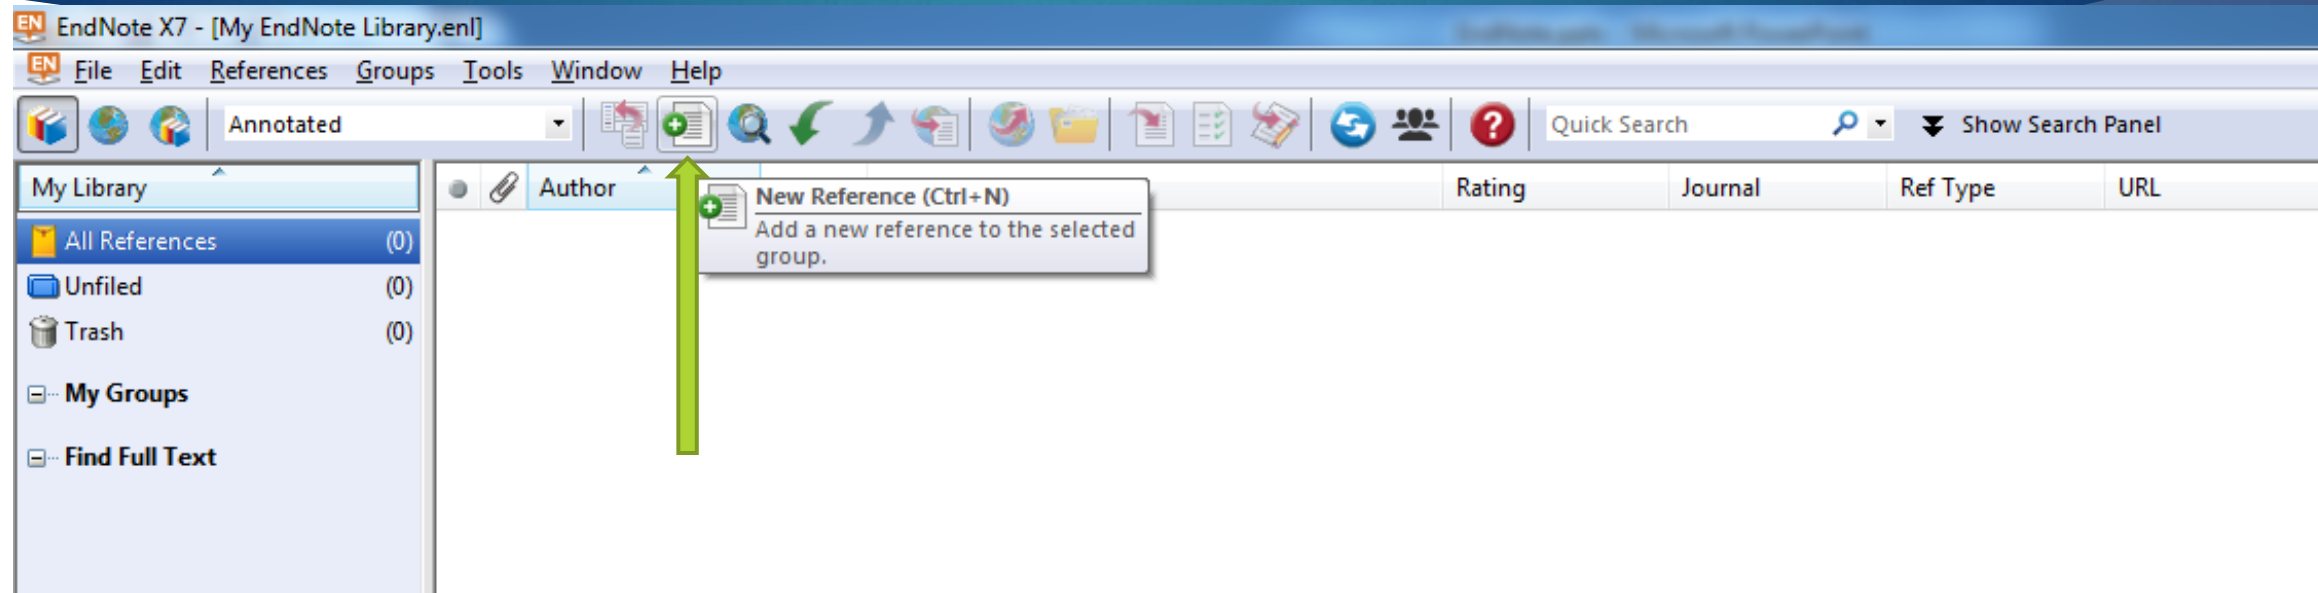 EndNote X7 - [My EndNote Library.enl]
File Edit References Groups Tools Window Help
Annotated
Quick Search
Show Search Panel
My Library
Author
Rating
Journal
Ref Type
URL
New Reference (Ctrl+N)
Add a new reference to the selected
group.
All References (0)
Unfiled (0)
Trash (0)
My Groups
Find Full Text